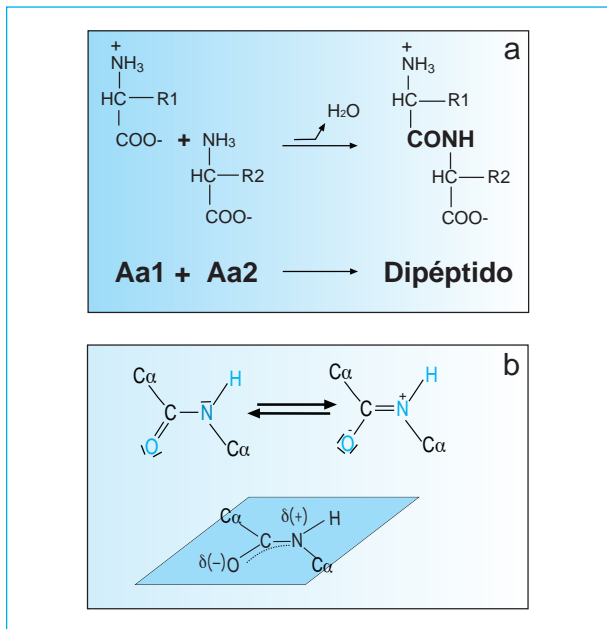 a
+
NH3
HC—R1
COO-
+
+
NH3
HC—R2
COO-
H2O
+
NH3
HC—R1
CONH
HC—R2
COO-
Aa1 + Aa2 → Dipéptido
b
Cα
H
C—N
O
Cα
Cα
H
+
C=N
-
O
Cα
Cα
δ(+)
H
C=N
δ(–)O
Cα